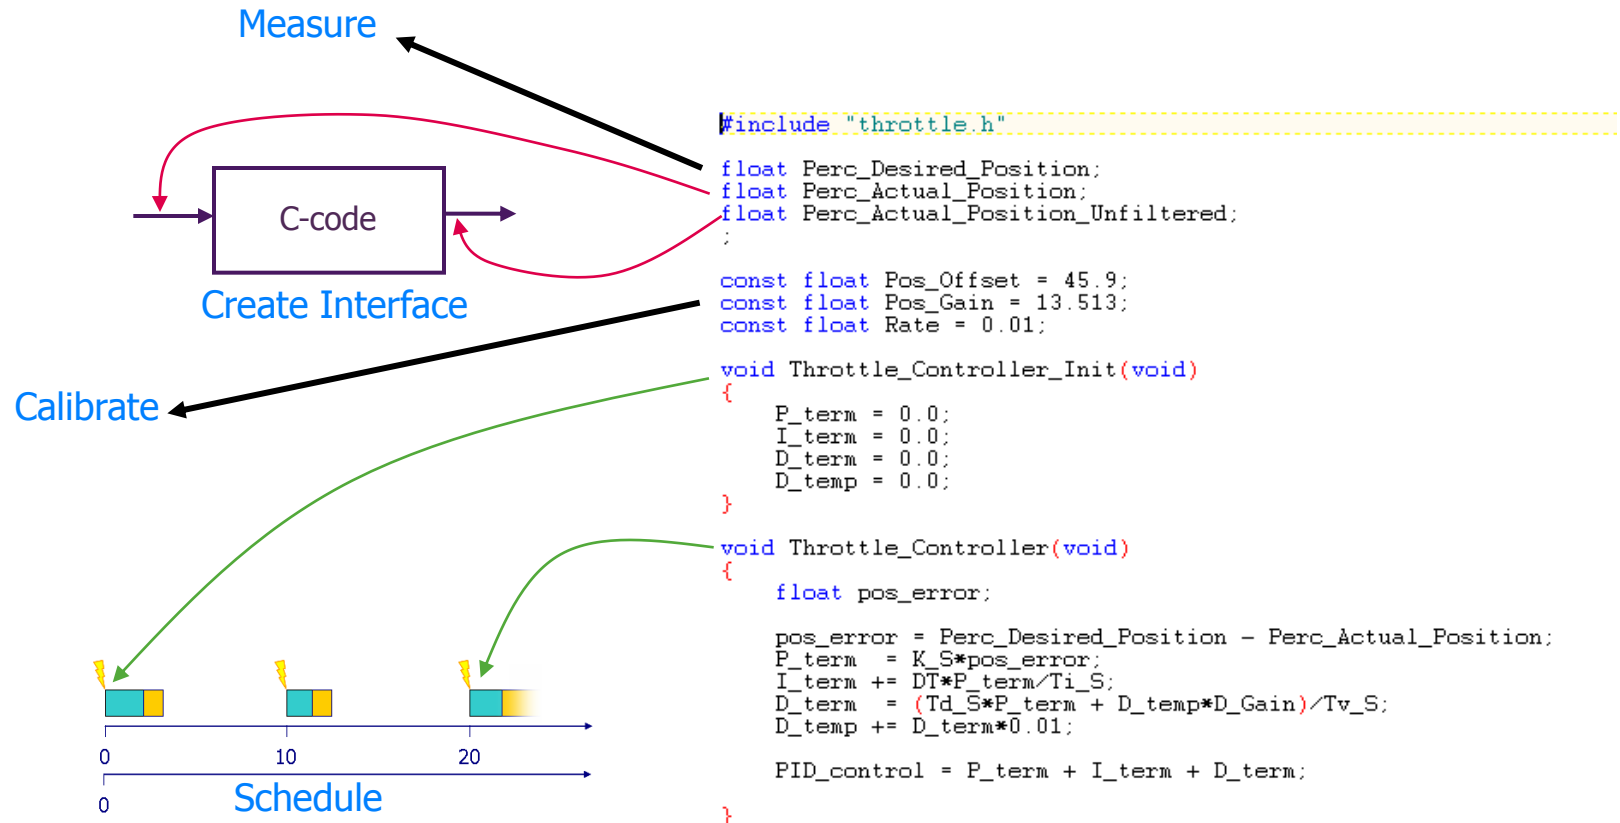 Measure
C-code
Create Interface
Calibrate
0 10 20
0
Schedule
#include "throttle.h"
float Perc_Desired_Position;
float Perc_Actual_Position;
float Perc_Actual_Position_Unfiltered;
;
const float Pos_Offset = 45.9;
const float Pos_Gain = 13.513;
const float Rate = 0.01;
void Throttle_Controller_Init(void)
{
P_term = 0.0;
I_term = 0.0;
D_term = 0.0;
D_temp = 0.0;
}
void Throttle_Controller(void)
{
float pos_error;
pos_error = Perc_Desired_Position - Perc_Actual_Position;
P_term  = K_S*pos_error;
I_term += DT*P_term/Ti_S;
D_term  = (Td_S*P_term + D_temp*D_Gain)/Tv_S;
D_temp += D_term*0.01;
PID_control = P_term + I_term + D_term;
}